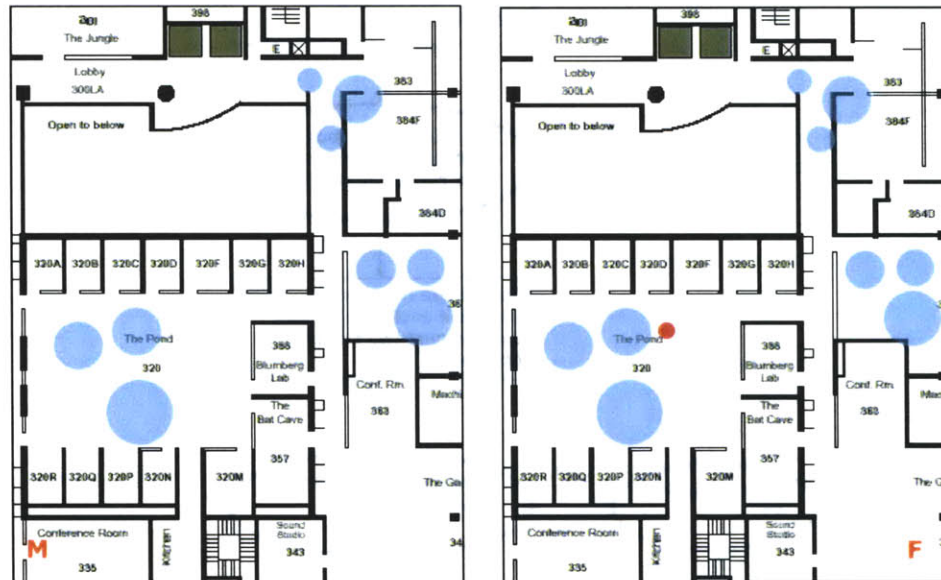 398
The Jungle
E
Lobby
300LA
383
384F
Open to below
384D
320A 320B 320C 320D 320F 320G 320H
The Pond
320
388
Blumberg
Lab
Conf. Rm.
363
The
Bat Cave
357
320R 320Q 320P 320N 320M
The
Conference Room
335
Sound
Studio
343
M
398
The Jungle
E
Lobby
300LA
383
384F
Open to below
384D
320A 320B 320C 320D 320F 320G 320H
The Pond
320
388
Blumberg
Lab
Conf. Rm.
363
The
Bat Cave
357
320R 320Q 320P 320N 320M
The
Conference Room
335
Sound
Studio
343
F